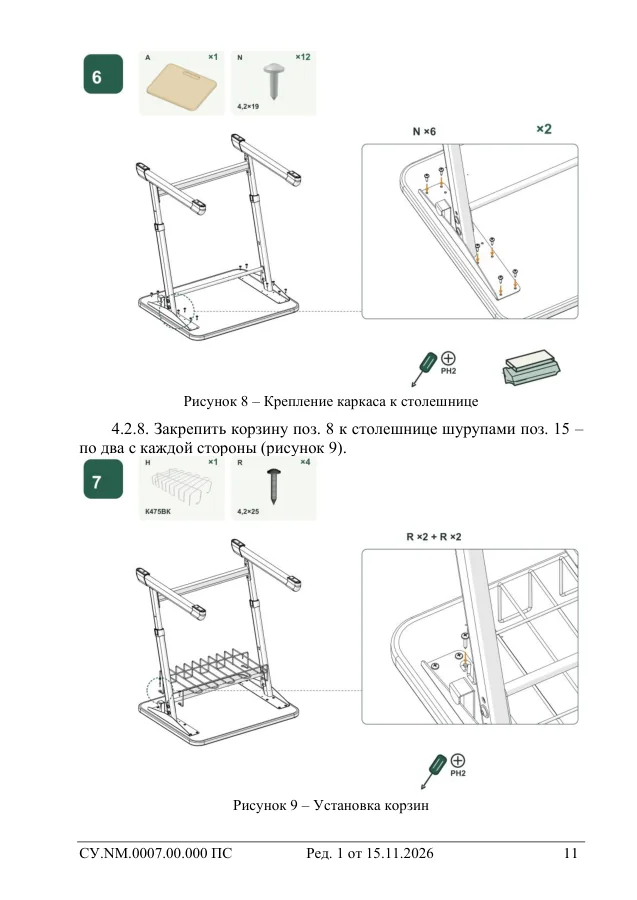 6
A ×1
N ×12
4,2×19
N ×6 ×2
PH2
Рисунок 8 – Крепление каркаса к столешнице
4.2.8. Закрепить корзину поз. 8 к столешнице шурупами поз. 15 –
по два с каждой стороны (рисунок 9).
7
H ×1
К475ВК
R ×4
4,2×25
R ×2 + R ×2
PH2
Рисунок 9 – Установка корзин
СУ.NM.0007.00.000 ПС Ред. 1 от 15.11.2026 11